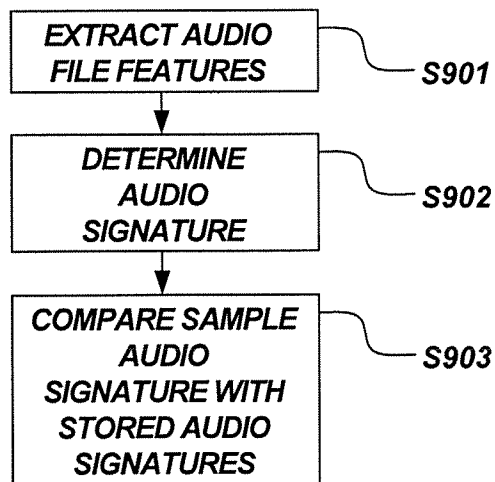 EXTRACT AUDIO
FILE FEATURES
S901
DETERMINE
AUDIO
SIGNATURE
S902
COMPARE SAMPLE
AUDIO
SIGNATURE WITH
STORED AUDIO
SIGNATURES
S903